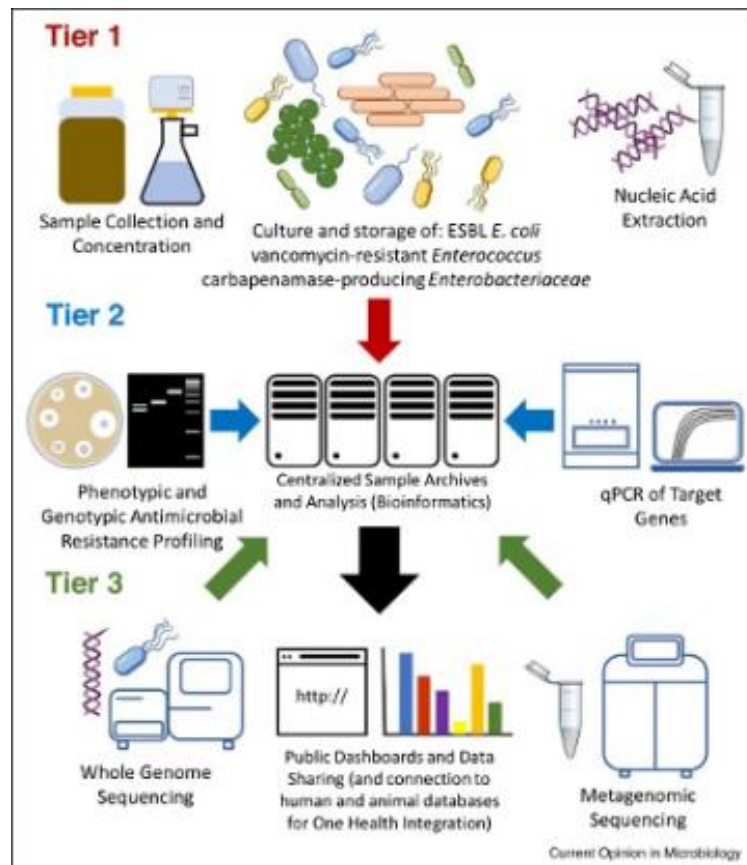 Tier 1
Sample Collection and
Concentration
Culture and storage of: ESBL E. coli
vancomycin-resistant Enterococcus
carbapenamase-producing Enterobacteriaceae
Nucleic Acid
Extraction
Tier 2
Phenotypic and
Genotypic Antimicrobial
Resistance Profiling
Centralized Sample Archives
and Analysis (Bioinformatics)
qPCR of Target
Genes
Tier 3
Whole Genome
Sequencing
http://
Public Dashboards and Data
Sharing (and connection to
human and animal databases
for One Health Integration)
Metagenomic
Sequencing
Current Opinion in Microbiology